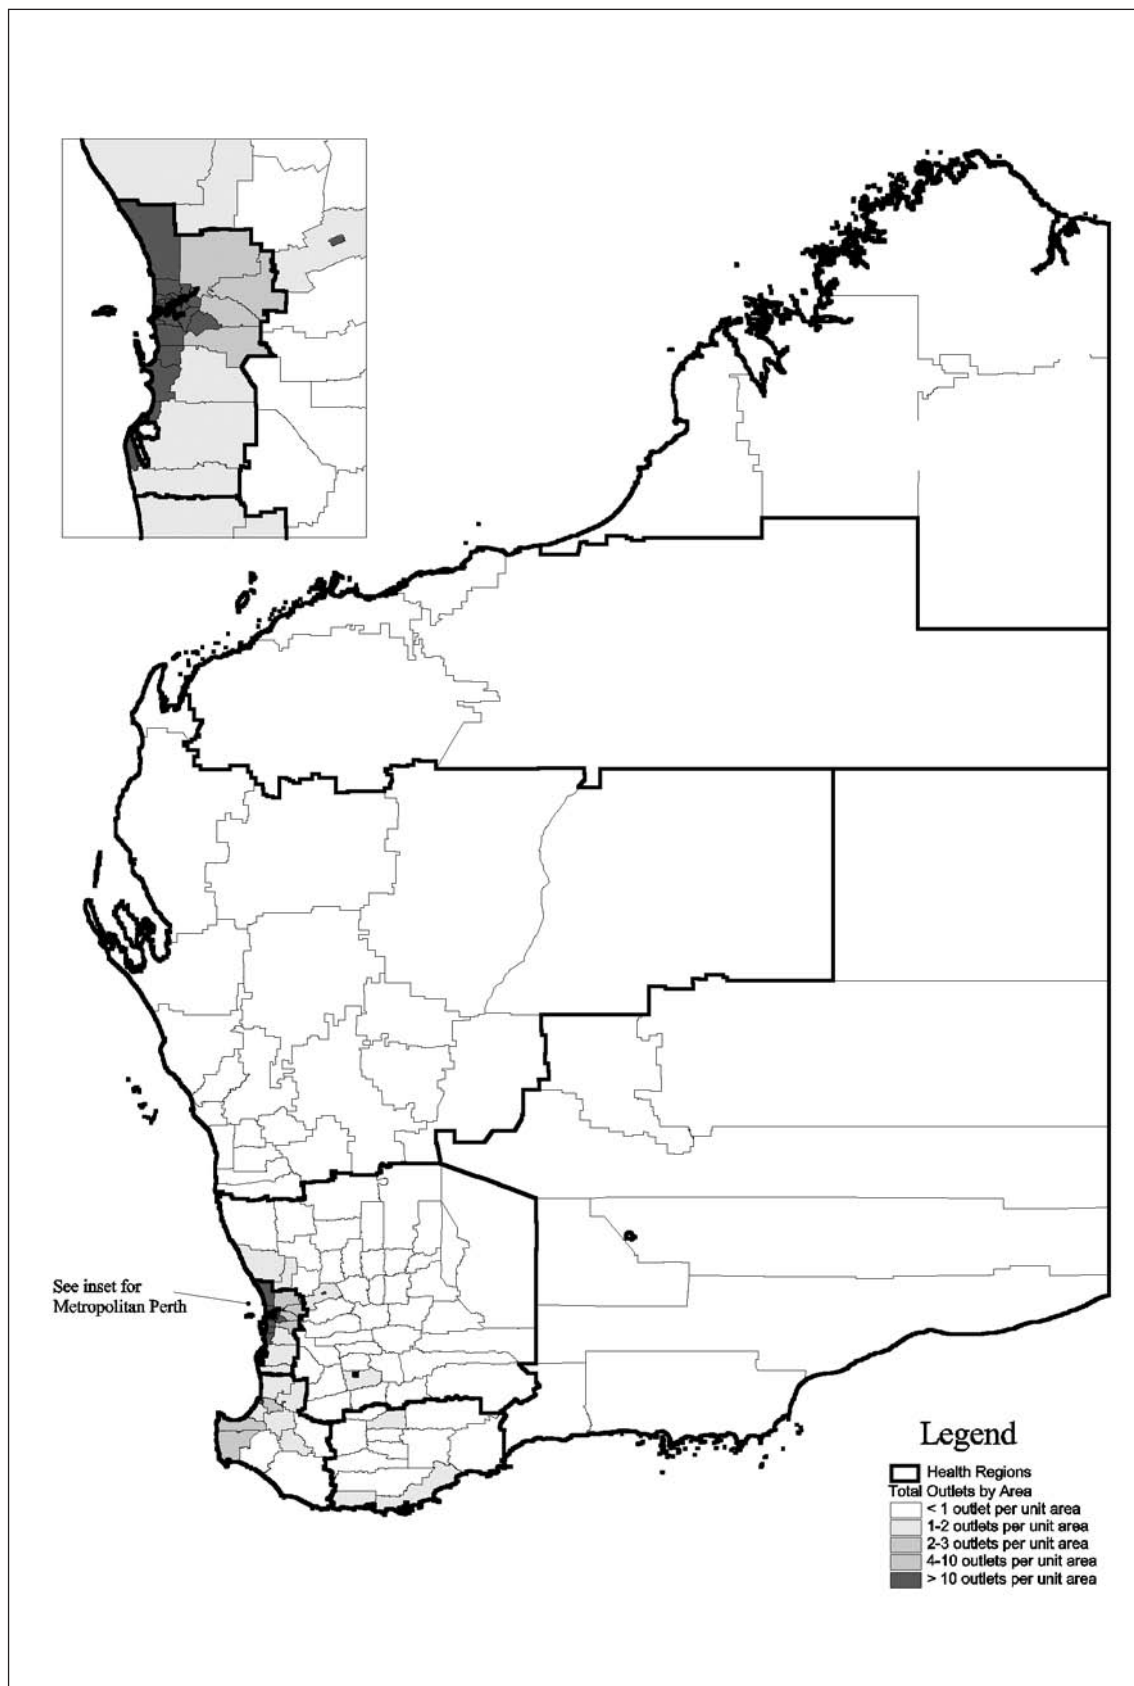 See inset for
Metropolitan Perth
Legend
Health Regions
Total Outlets by Area
< 1 outlet per unit area
1-2 outlets per unit area
2-3 outlets per unit area
4-10 outlets per unit area
> 10 outlets per unit area